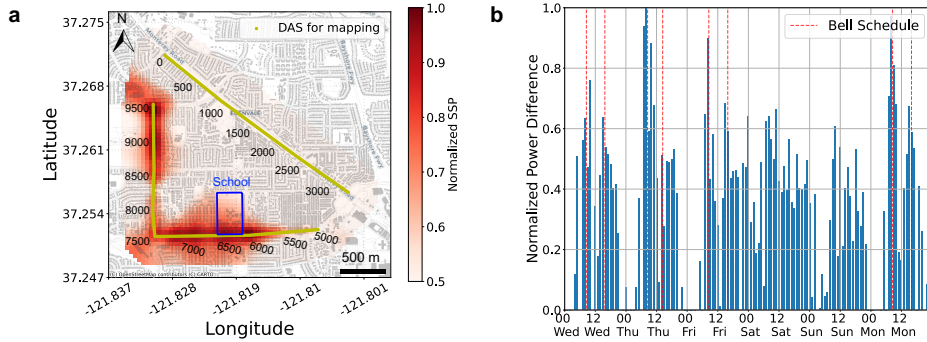 a
N
DAS for mapping
37.275
37.268
37.261
37.254
37.247
Latitude
0
500
1000
1500
2000
2500
3000
9500
9000
8500
8000
7500
7000
6500
6000
5500
5000
School
500 m
(C) OpenStreetMap contributors (C) CARTO
-121.837
-121.828
-121.819
-121.81
-121.801
Longitude
1.0
0.9
0.8
0.7
0.6
0.5
Normalized SSP
b
Bell Schedule
1.0
0.8
0.6
0.4
0.2
0.0
Normalized Power Difference
00 12 00 12 00 12 00 12 00 12 00 12
Wed Wed Thu Thu Fri Fri Sat Sat Sun Sun Mon Mon